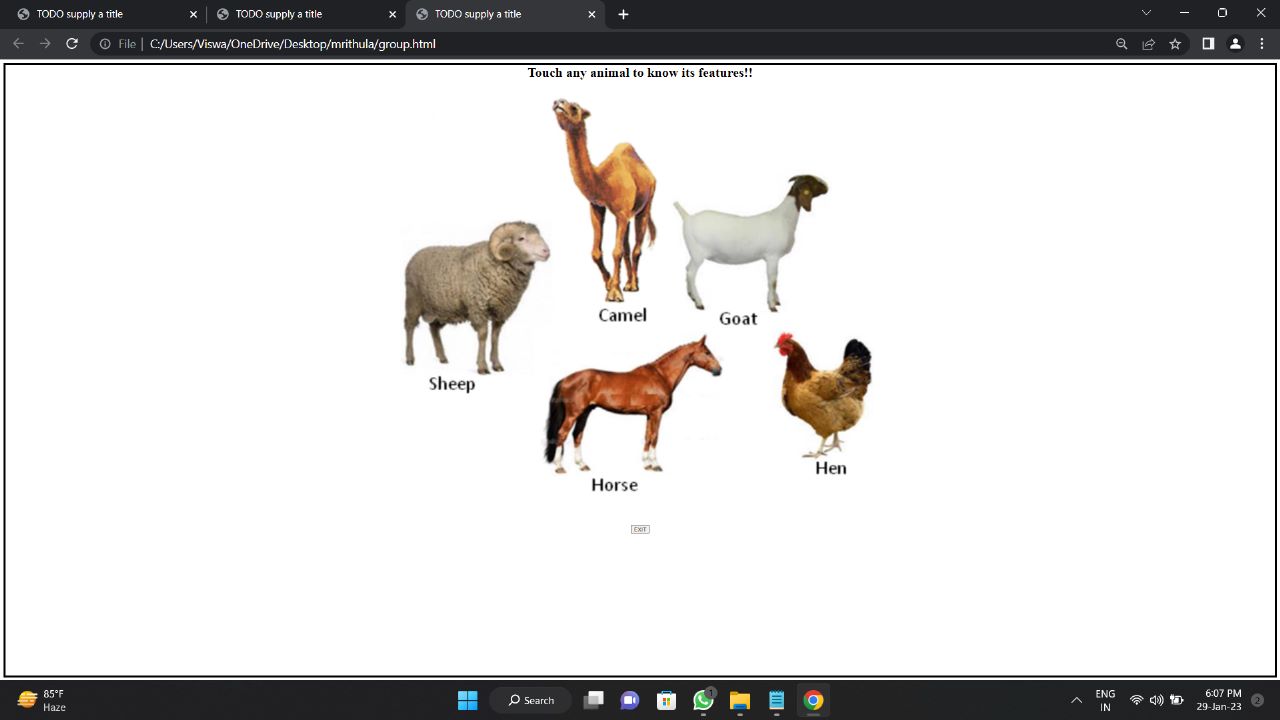 TODO supply a title
TODO supply a title
TODO supply a title
File
C:/Users/Viswa/OneDrive/Desktop/mrithula/group.html
Touch any animal to know its features!!
Camel
Goat
Sheep
Horse
Hen
EXIT
85°F
Haze
Search
1
ENG
IN
6:07 PM
29-Jan-23
2